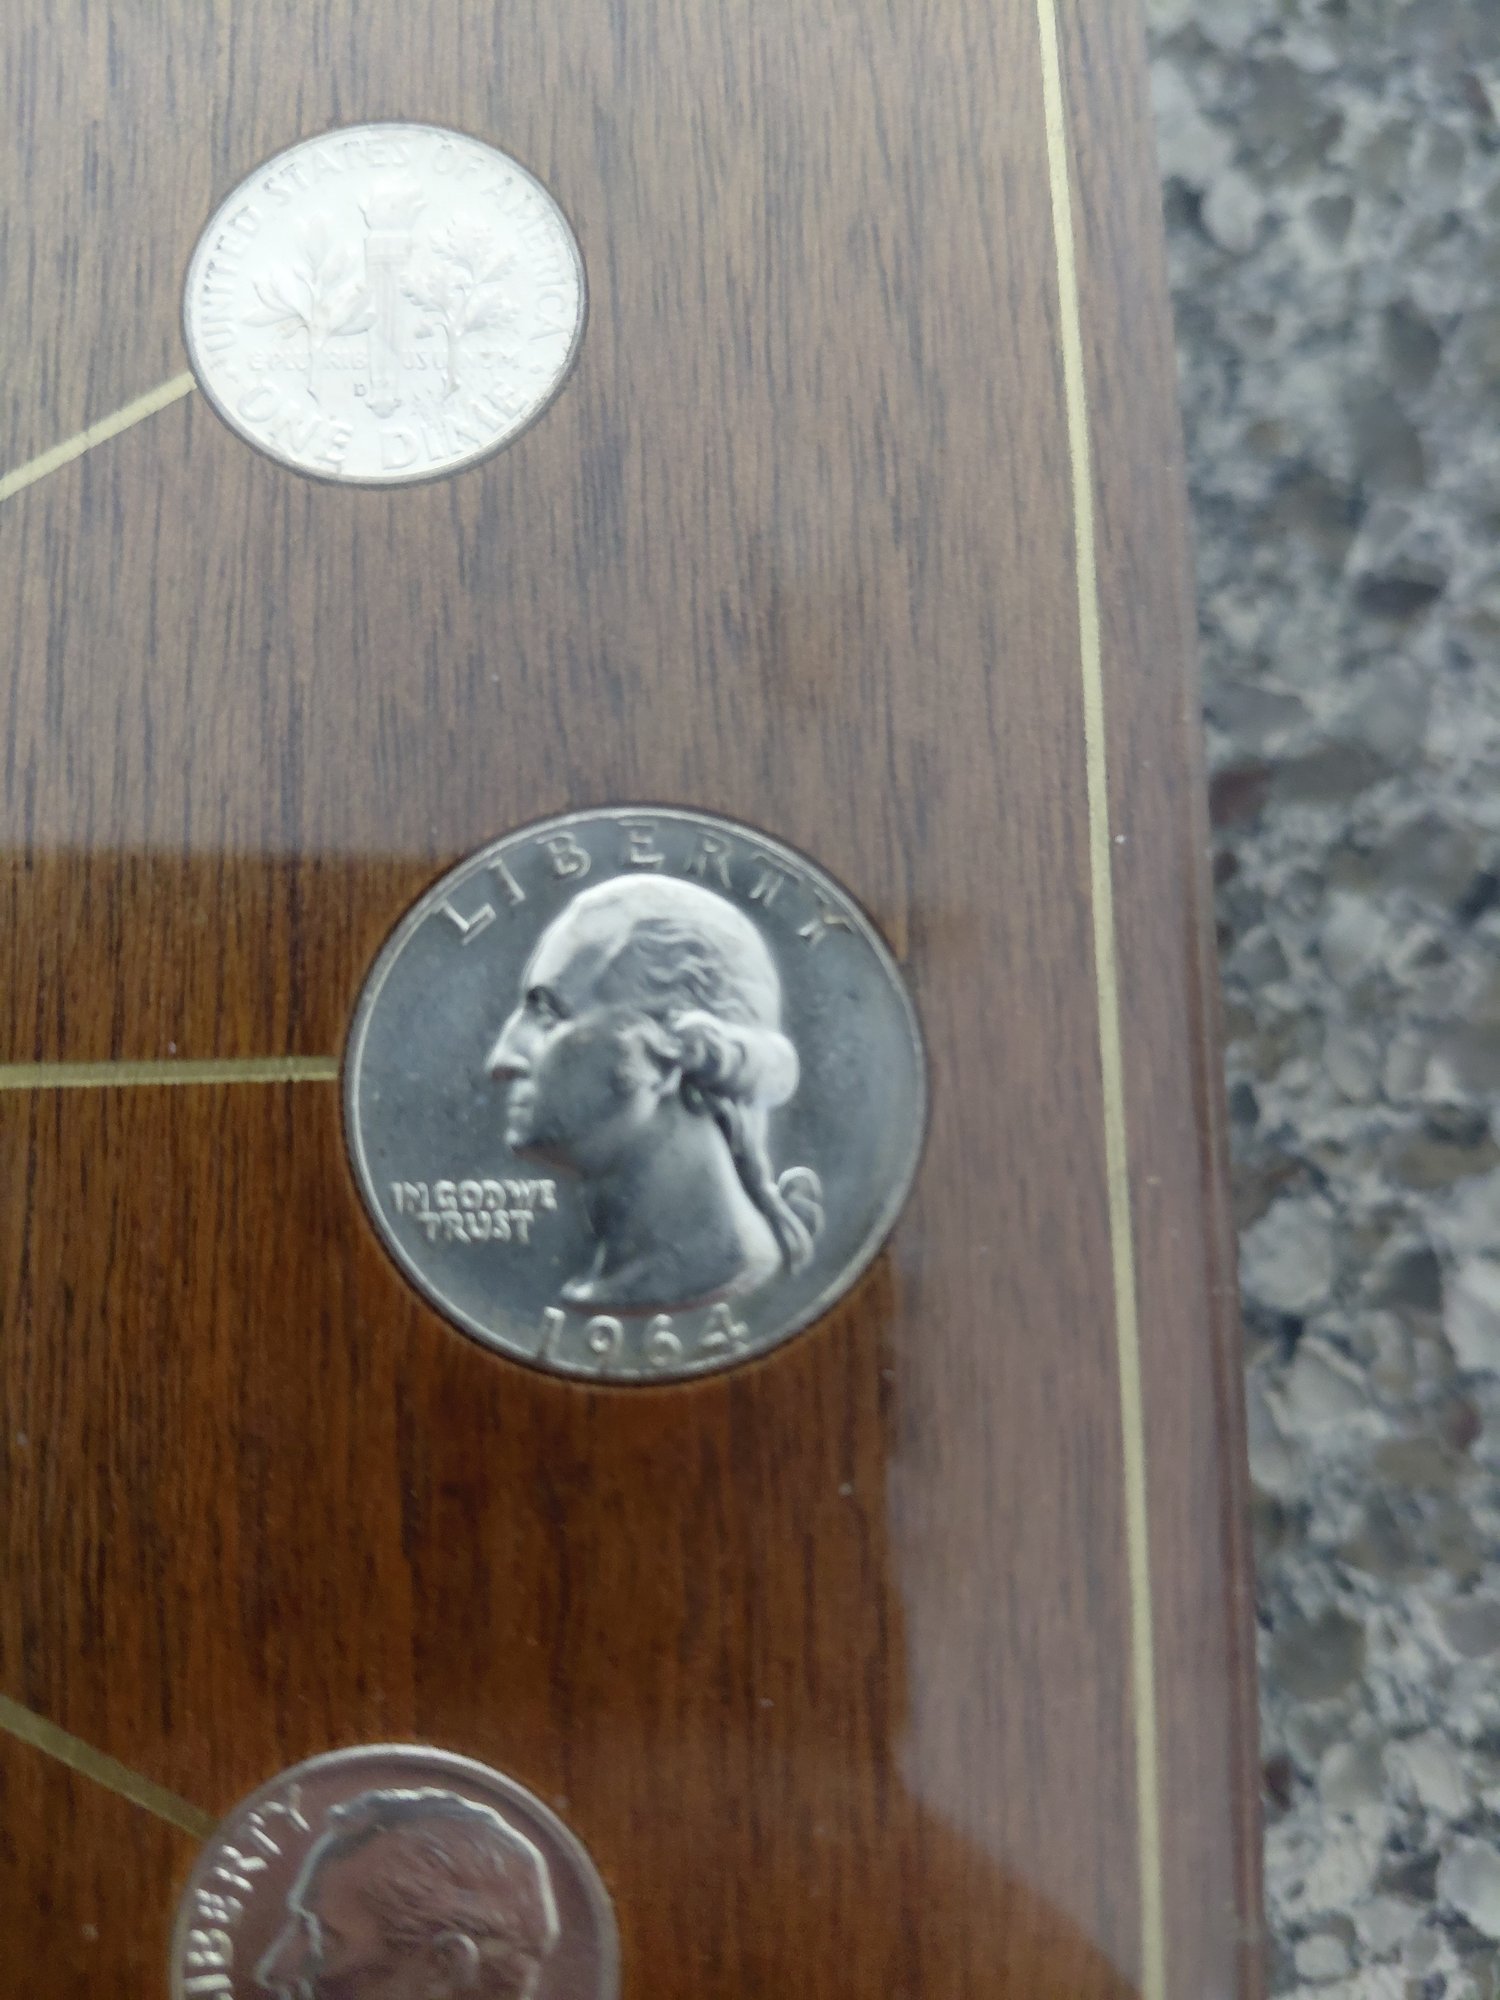 UNITED STATES OF AMERICA
E PLURIBUS UNUM
D
ONE DIME
LIBERTY
IN GOD WE
TRUST
1964
LIBERTY